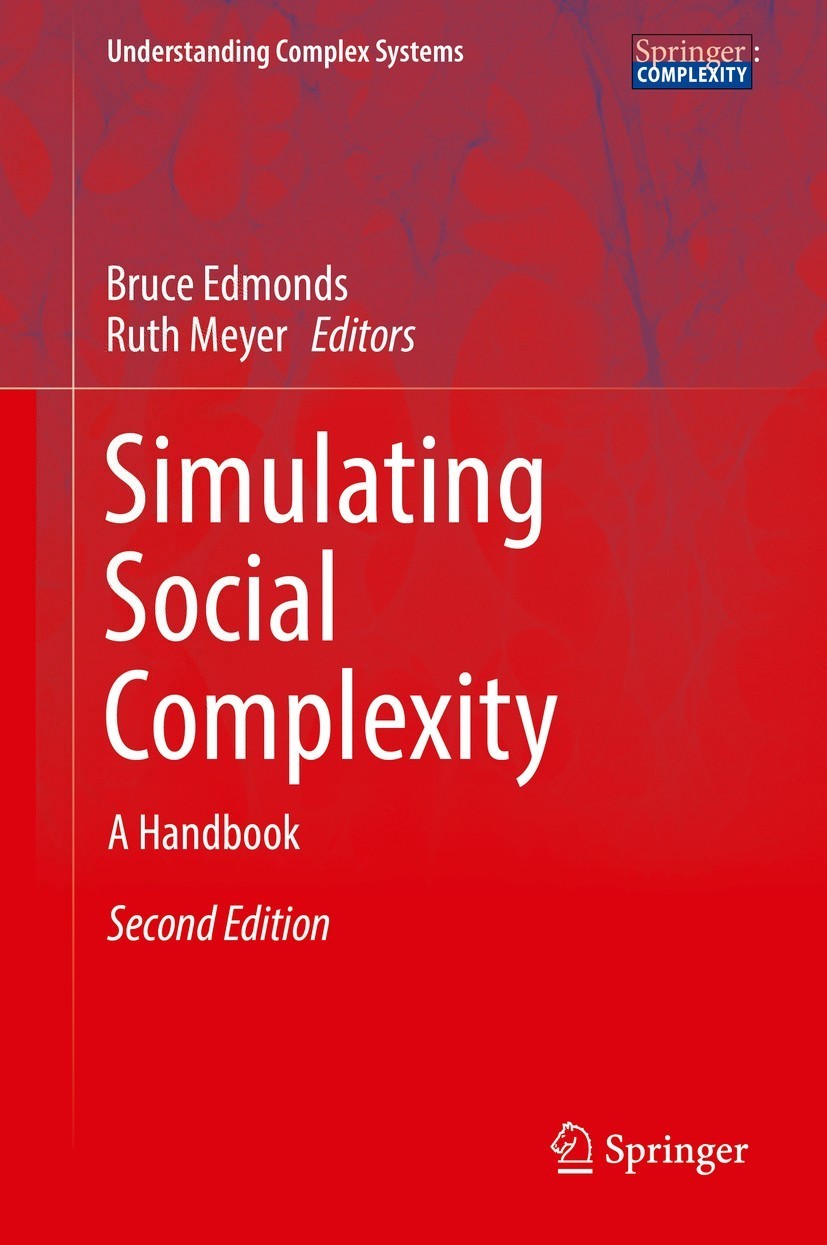 Understanding Complex Systems
Springer:
COMPLEXITY
Bruce Edmonds
Ruth Meyer Editors
Simulating
Social
Complexity
A Handbook
Second Edition
Springer